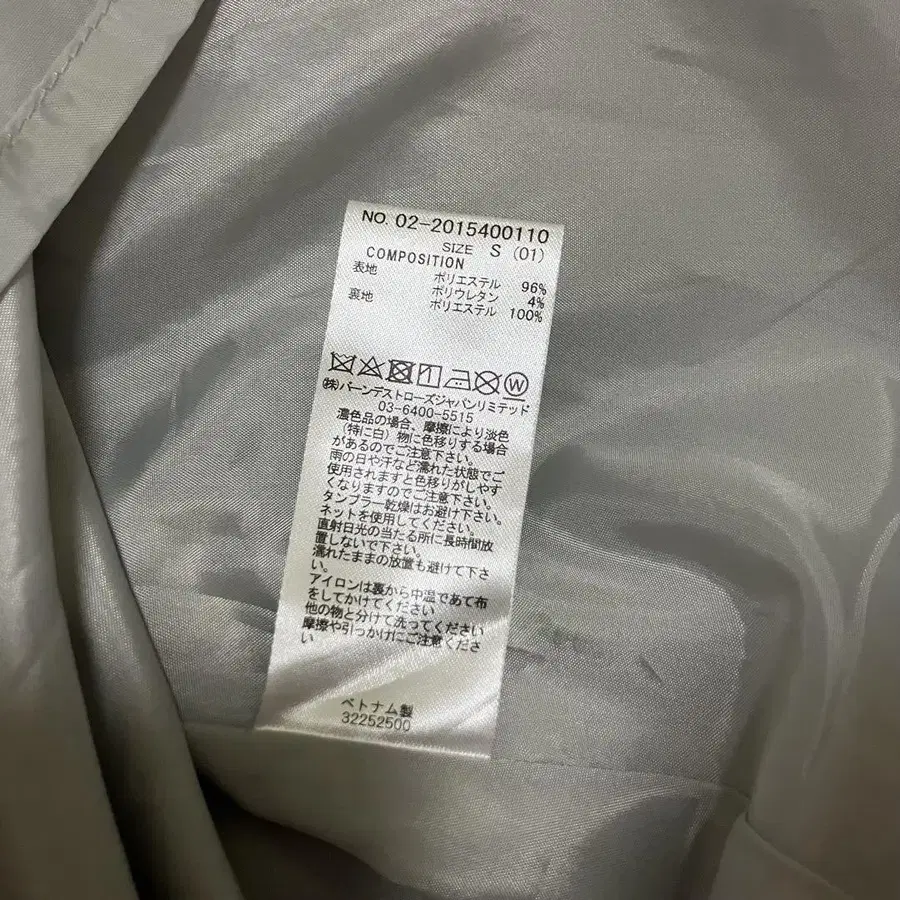 NO. 02-2015400110
SIZE S (01)
COMPOSITION
表地 ポリエステル 96%
ポリウレタン 4%
裏地 ポリエステル 100%
W
㈱バーンデストローズジャパンリミテッド
03-6400-5515
濃色品の場合、摩擦により淡色
(特に白)物に色移りする場合
があるのでご注意下さい。
雨の日や汗など濡れた状態でご
使用されますと色移りがしやす
くなりますのでご注意下さい。
タンブラー乾燥はお避け下さい。
ネットを使用してください。
直射日光の当たる所に長時間放
置しないで下さい。
濡れたままの放置も避けて下さ
い。
アイロンは裏から中温であて布
をしてかけてください
他の物と分けて洗ってください
摩擦や引っかけにご注意くださ
い
ベトナム製
32252500